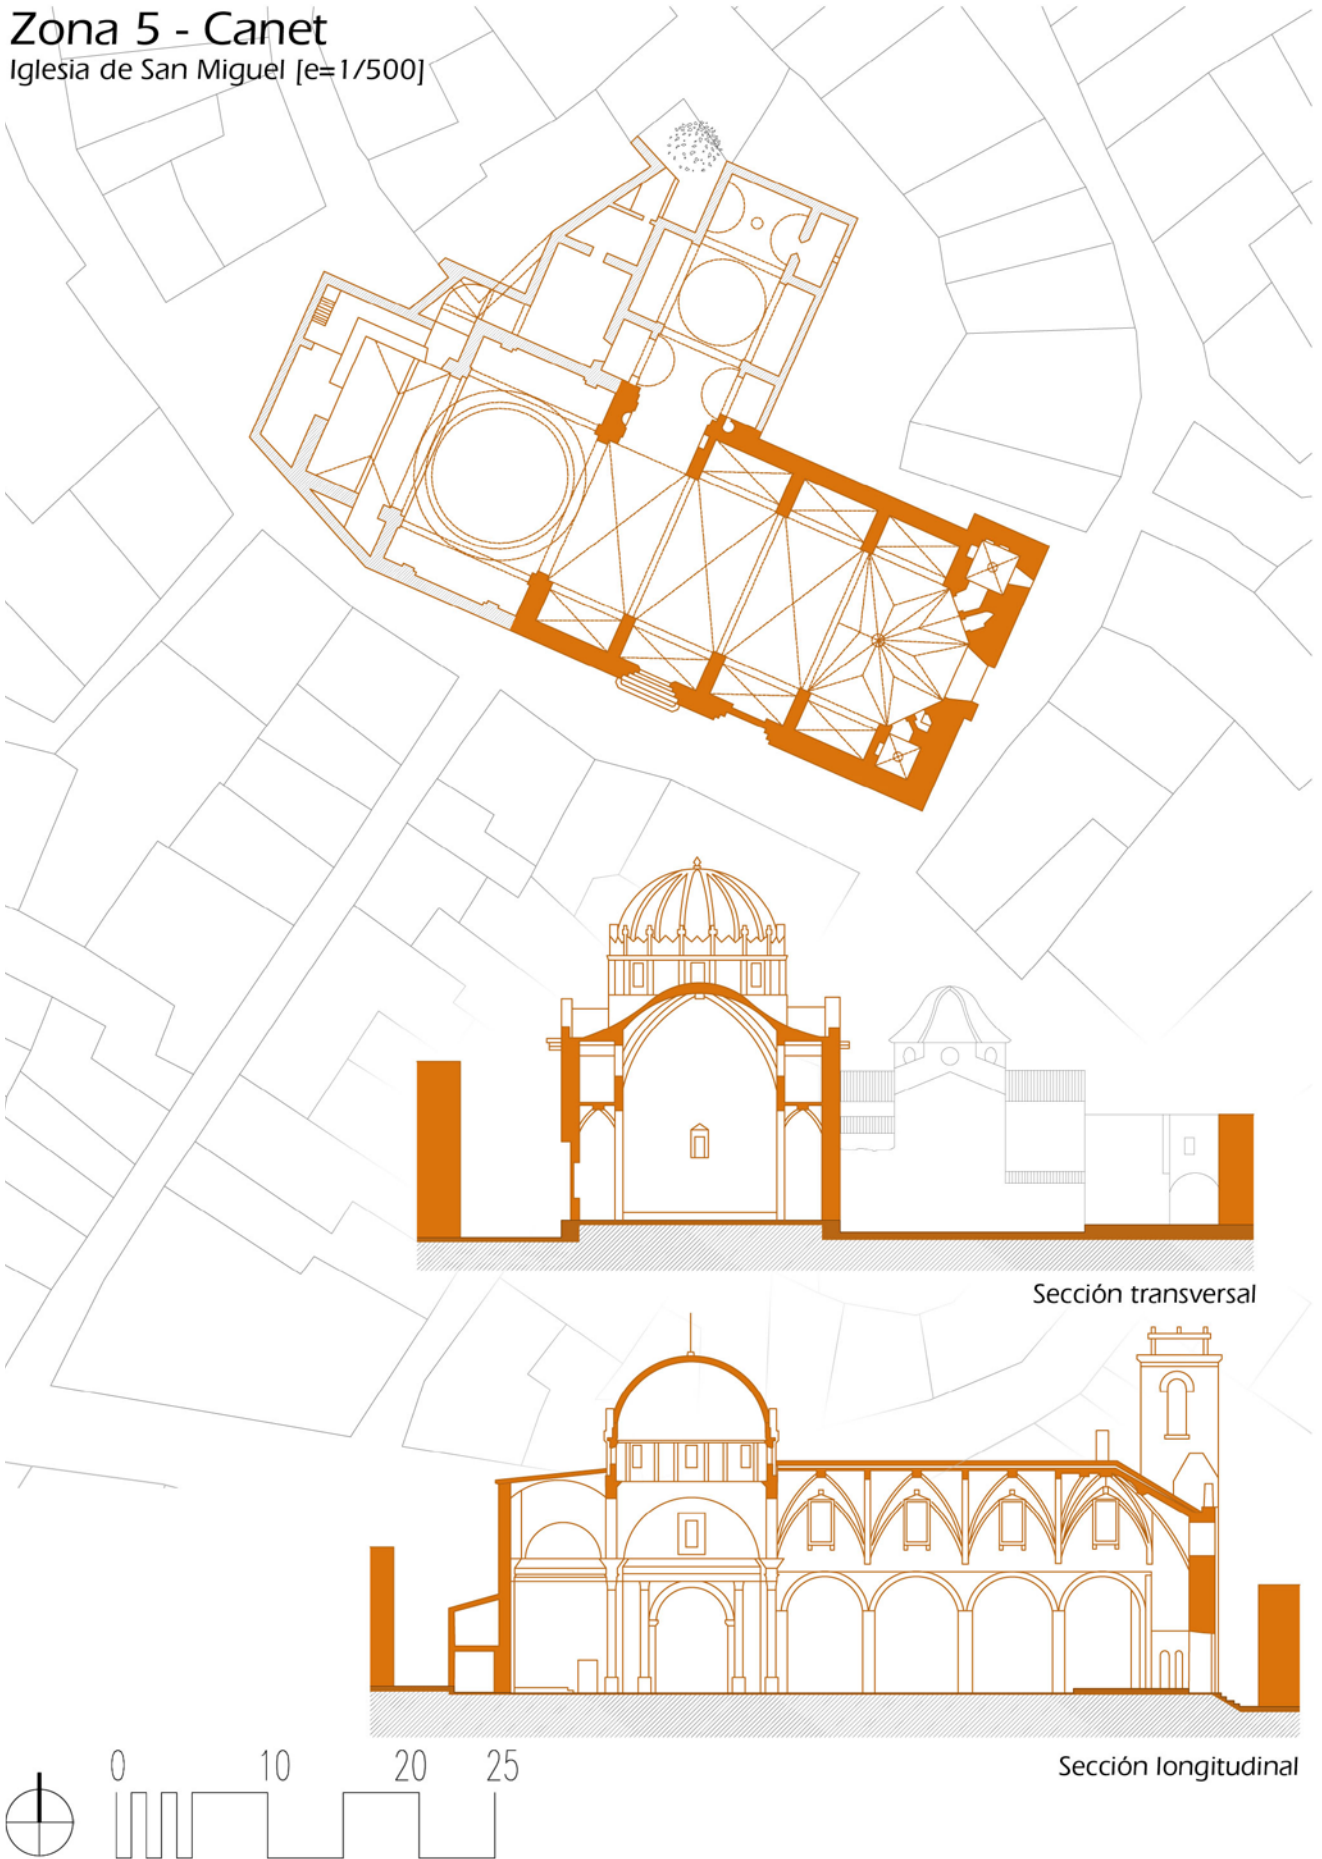 Zona 5 - Canet
Iglesia de San Miguel [e=1/500]
Sección transversal
Sección longitudinal
0 10 20 25